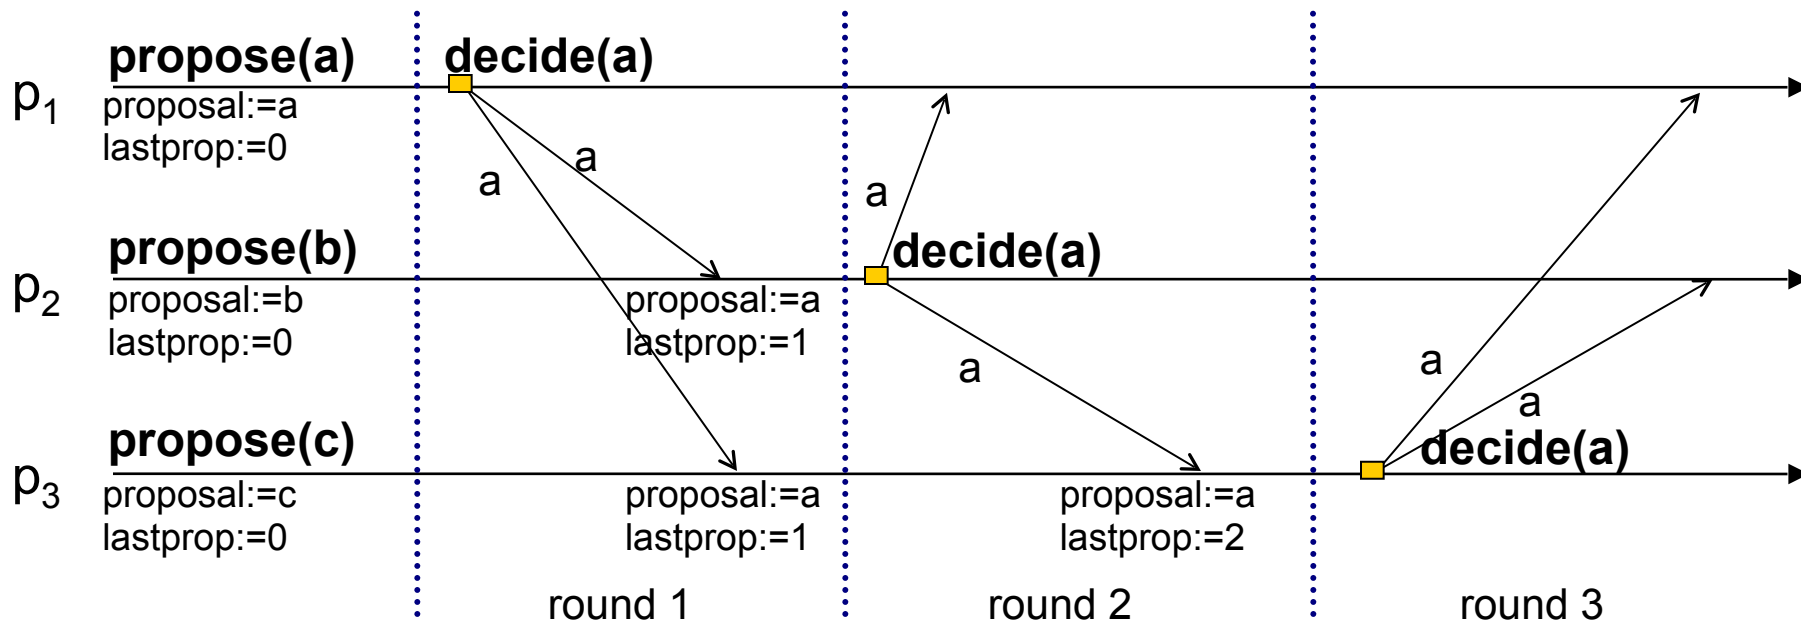 propose(a) decide(a)
p1
proposal:=a
lastprop:=0
a
a
a
propose(b) decide(a)
p2
proposal:=b proposal:=a
lastprop:=0 lastprop:=1
a
a
a
propose(c) decide(a)
p3
proposal:=c proposal:=a proposal:=a
lastprop:=0 lastprop:=1 lastprop:=2
round 1 round 2 round 3